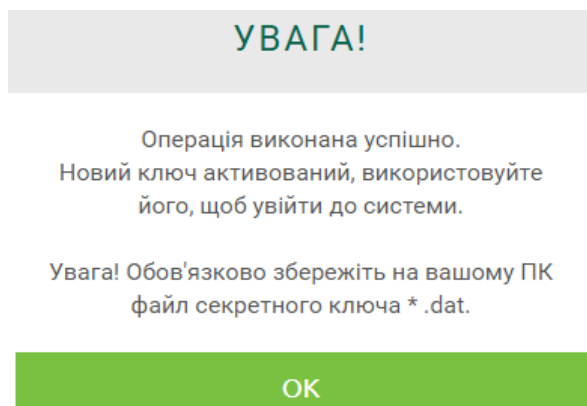 УВАГА!
Операція виконана успішно.
Новий ключ активований, використовуйте
його, щоб увійти до системи.
Увага! Обов'язково збережіть на вашому ПК
файл секретного ключа * .dat.
ОК